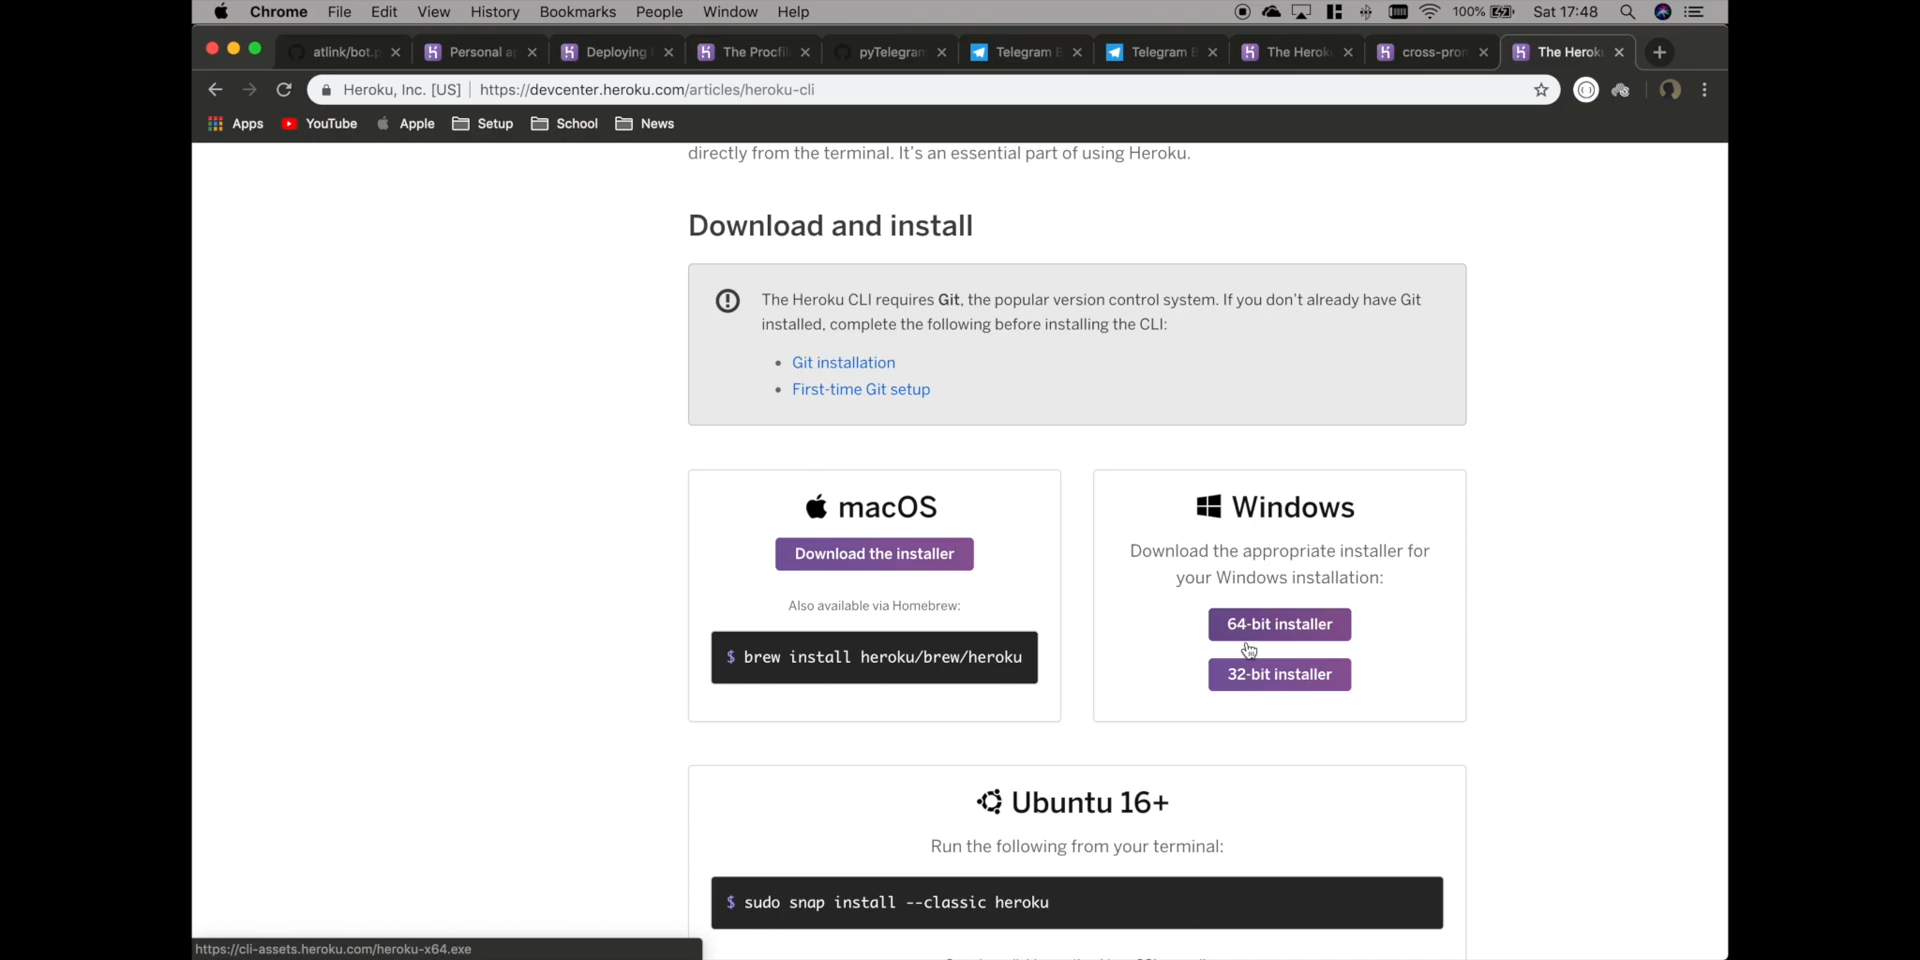 Chrome File Edit View History Bookmarks People Window Help 100% Sat 17:48
atlink/bot.p Personal a Deploying The Procfi pyTelegram Telegram B Telegram B The Heroku cross-pro The Heroku
Heroku, Inc. [US] https://devcenter.heroku.com/articles/heroku-cli
Apps YouTube Apple Setup School News
directly from the terminal. It’s an essential part of using Heroku.
Download and install
The Heroku CLI requires Git, the popular version control system. If you don’t already have Git
installed, complete the following before installing the CLI:
• Git installation
• First-time Git setup
macOS
Download the installer
Also available via Homebrew:
$ brew install heroku/brew/heroku
Windows
Download the appropriate installer for
your Windows installation:
64-bit installer
32-bit installer
Ubuntu 16+
Run the following from your terminal:
$ sudo snap install --classic heroku
https://cli-assets.heroku.com/heroku-x64.exe